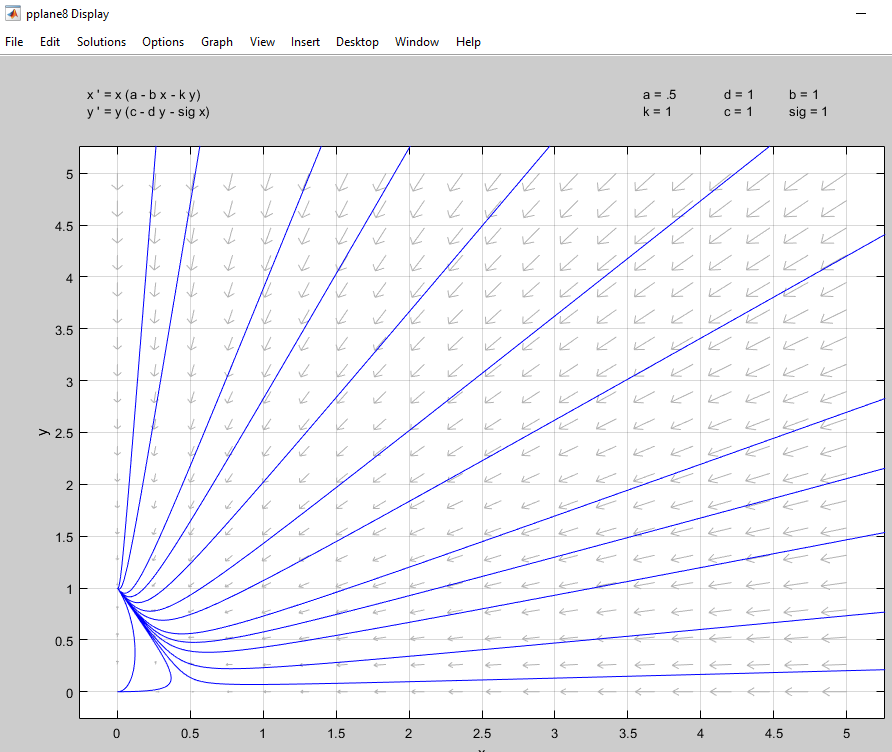 pplane8 Display
File Edit Solutions Options Graph View Insert Desktop Window Help
x ' = x (a - b x - k y)
y ' = y (c - d y - sig x)
a = .5 d = 1 b = 1
k = 1 c = 1 sig = 1
5
4.5
4
3.5
3
2.5
2
1.5
1
0.5
0
y
0 0.5 1 1.5 2 2.5 3 3.5 4 4.5 5